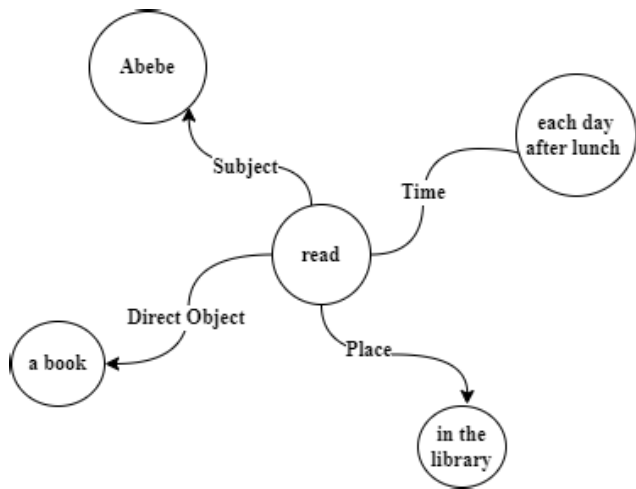 Abebe
each day
after lunch
Subject
Time
read
Direct Object
Place
a book
in the
library